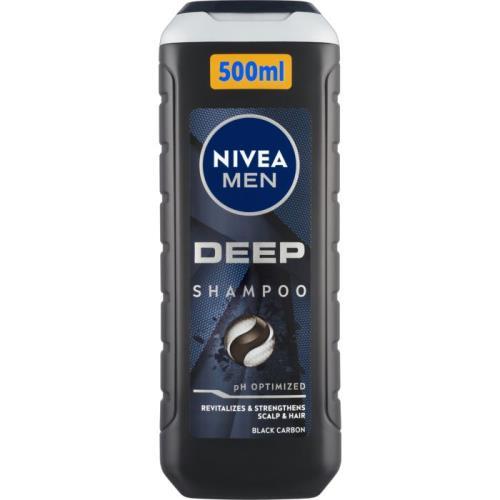 500ml
NIVEA
MEN
DEEP
SHAMPOO
pH OPTIMIZED
REVITALIZES & STRENGTHENS
SCALP & HAIR
BLACK CARBON